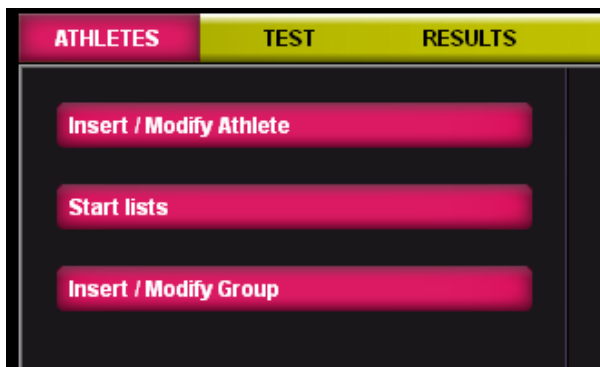 ATHLETES TEST RESULTS
Insert / Modify Athlete
Start lists
Insert / Modify Group